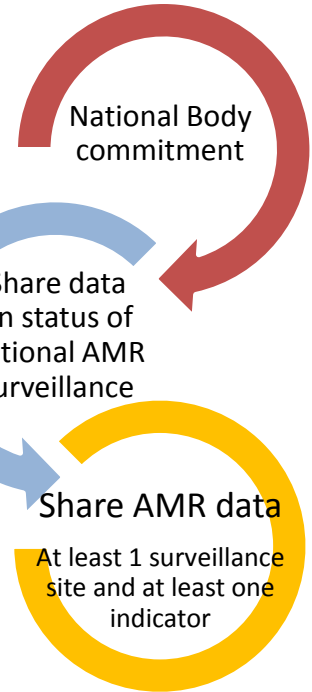 National Body
commitment
hare data
n status of
tional AMR
urveillance
Share AMR data
At least 1 surveillance
site and at least one
indicator